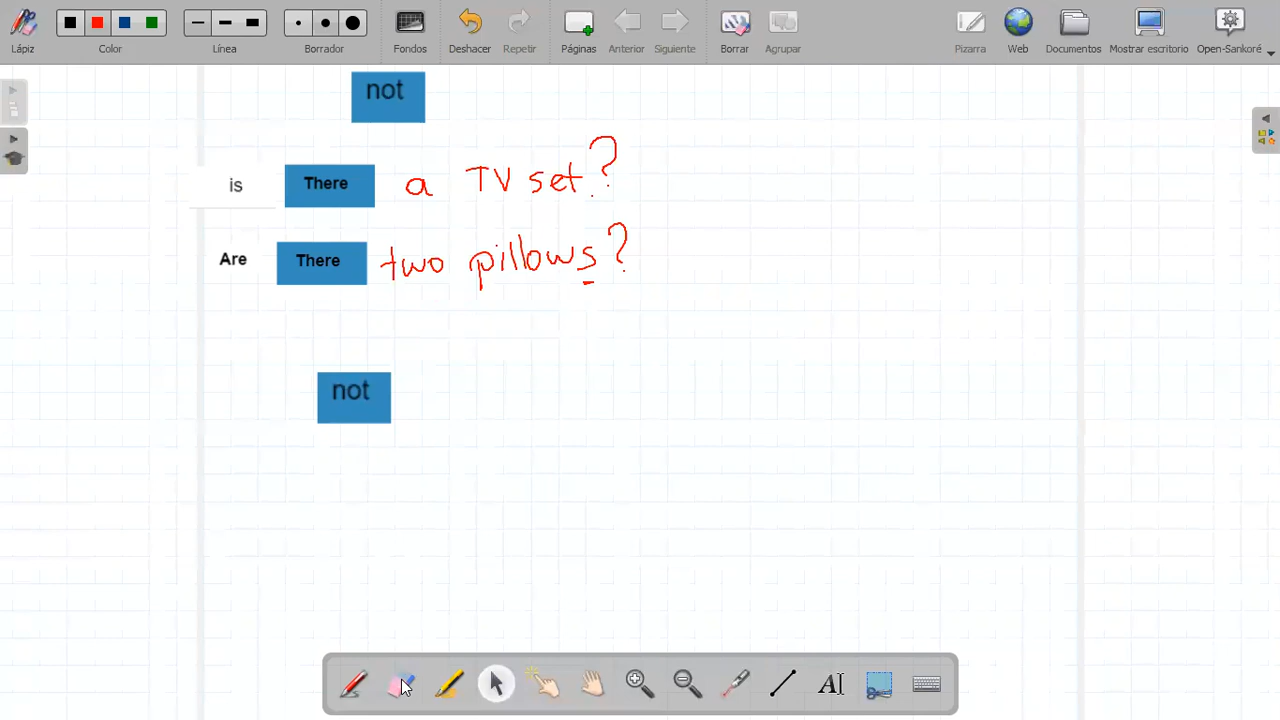 Lápiz Color Línea Borrador Fondos Deshacer Repetir Páginas Anterior Siguiente Borrar Agrupar Pizarra Web Documentos Mostrar escritorio Open-Sankoré
not
is There a TV set.?
Are There two pillows?
not
AI